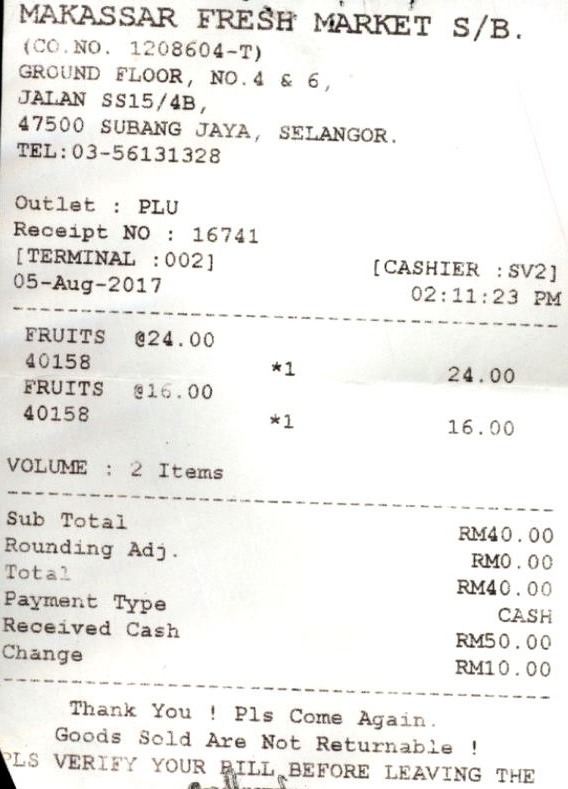 MAKASSAR FRESH MARKET S/B.
(CO.NO. 1208604-T)
GROUND FLOOR, NO.4 & 6,
JALAN SS15/4B,
47500 SUBANG JAYA, SELANGOR.
TEL:03-56131328
Outlet : PLU
Receipt NO : 16741
[TERMINAL :002] [CASHIER :SV2]
05-Aug-2017 02:11:23 PM
FRUITS @24.00
40158 *1 24.00
FRUITS @16.00
40158 *1 16.00
VOLUME : 2 Items
Sub Total RM40.00
Rounding Adj. RM0.00
Total RM40.00
Payment Type CASH
Received Cash RM50.00
Change RM10.00
Thank You ! Pls Come Again.
Goods Sold Are Not Returnable !
PLS VERIFY YOUR BILL BEFORE LEAVING THE